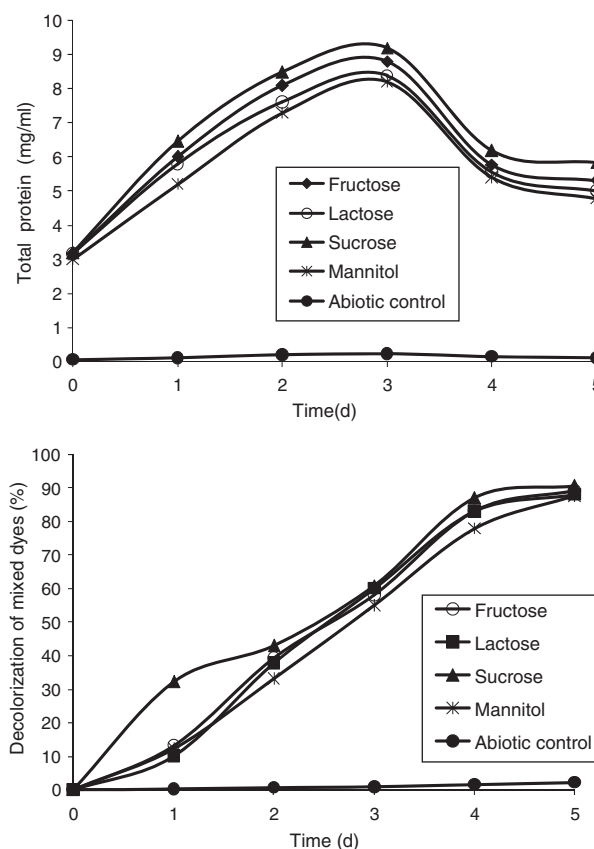 Total protein (mg/ml)
10
9
8
7
6
5
4
3
2
1
0
Fructose
Lactose
Sucrose
Mannitol
Abiotic control
0 1 2 3 4 5
Time(d)
Decolorization of mixed dyes (%)
100
90
80
70
60
50
40
30
20
10
0
Fructose
Lactose
Sucrose
Mannitol
Abiotic control
0 1 2 3 4 5
Time (d)